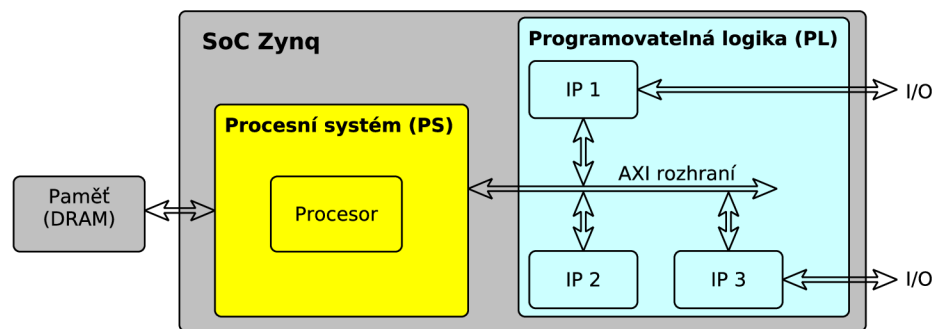 SoC Zynq
Programovatelná logika (PL)
IP 1
I/O
Procesní systém (PS)
AXI rozhraní
Paměť
(DRAM)
Procesor
IP 2
IP 3
I/O